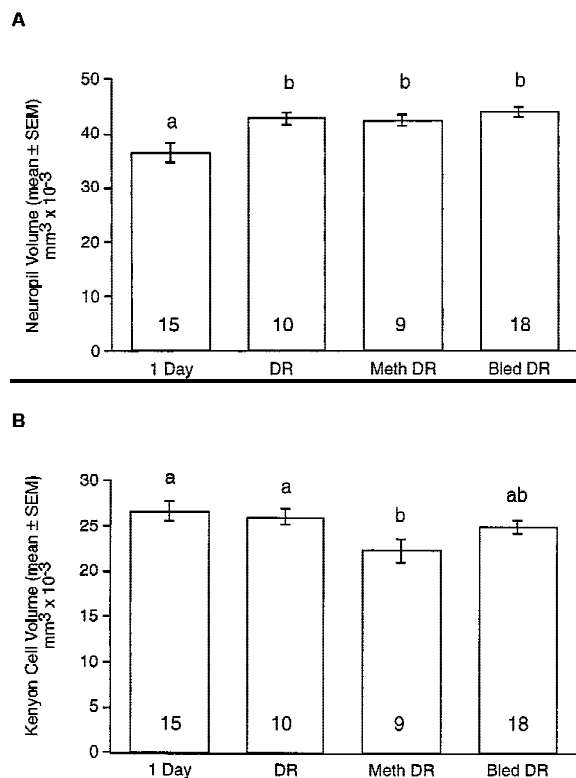 A
Neuropil Volume (mean ± SEM)
mm³ x 10⁻³
50
40
30
20
10
0
a
b
b
b
15
10
9
18
1 Day
DR
Meth DR
Bled DR
B
Kenyon Cell Volume (mean ± SEM)
mm³ x 10⁻³
30
25
20
15
10
5
0
a
a
b
ab
15
10
9
18
1 Day
DR
Meth DR
Bled DR